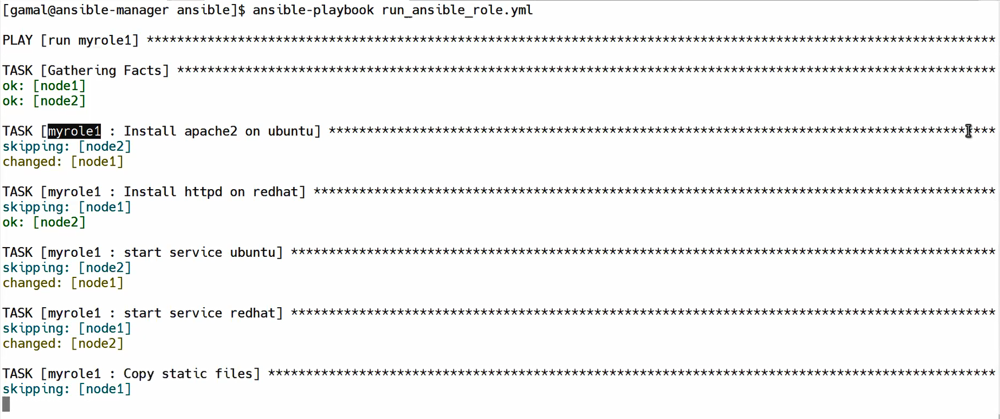 [gamal@ansible-manager ansible]$ ansible-playbook run_ansible_role.yml
PLAY [run myrole1] ****************************************************************************************************************
TASK [Gathering Facts] ************************************************************************************************************
ok: [node1]
ok: [node2]
TASK [myrole1 : Install apache2 on ubuntu] ****************************************************************************************
skipping: [node2]
changed: [node1]
TASK [myrole1 : Install httpd on redhat] ******************************************************************************************
skipping: [node1]
ok: [node2]
TASK [myrole1 : start service ubuntu] *********************************************************************************************
skipping: [node2]
changed: [node1]
TASK [myrole1 : start service redhat] *********************************************************************************************
skipping: [node1]
changed: [node2]
TASK [myrole1 : Copy static files] ************************************************************************************************
skipping: [node1]